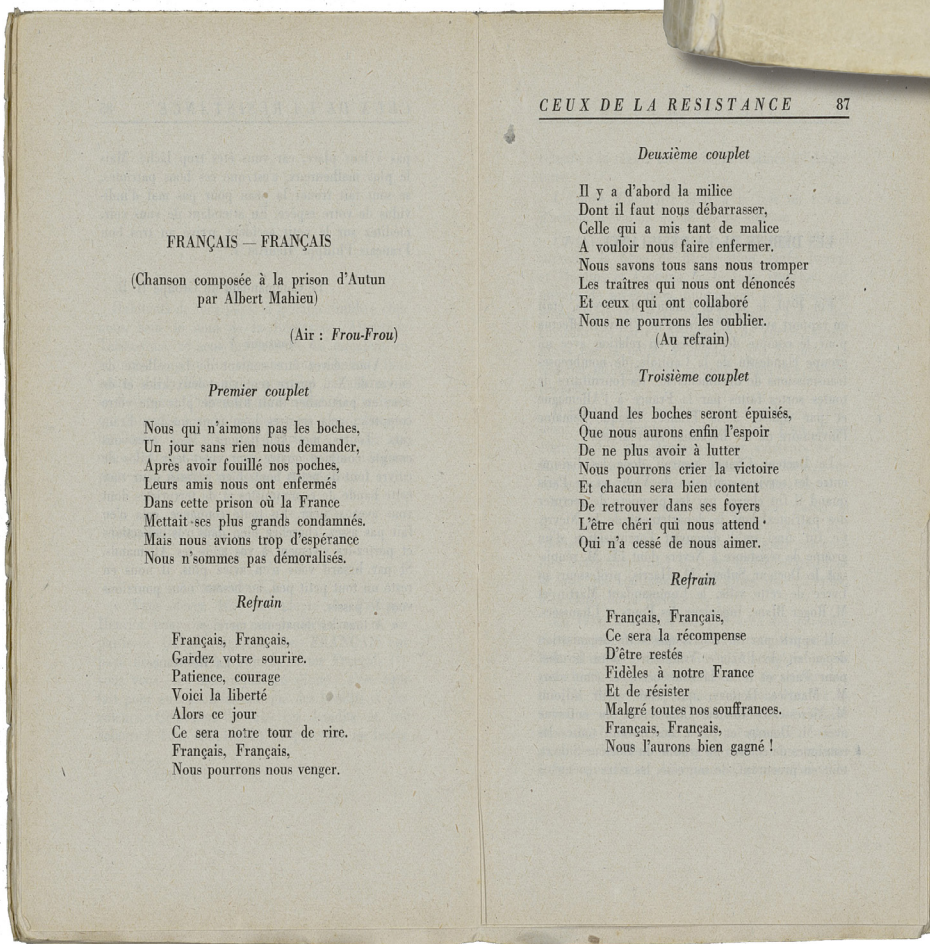 FRANÇAIS — FRANÇAIS
(Chanson composée à la prison d'Autun
par Albert Mahieu)
(Air : Frou-Frou)
Premier couplet
Nous qui n'aimons pas les boches,
Un jour sans rien nous demander,
Après avoir fouillé nos poches,
Leurs amis nous ont enfermés
Dans cette prison où la France
Mettait ses plus grands condamnés.
Mais nous avions trop d'espérance
Nous n'sommes pas démoralisés.
Refrain
Français, Français,
Gardez votre sourire.
Patience, courage
Voici la liberté
Alors ce jour
Ce sera notre tour de rire.
Français, Français,
Nous pourrons nous venger.
CEUX DE LA RESISTANCE 87
Deuxième couplet
Il y a d'abord la milice
Dont il faut nous débarrasser,
Celle qui a mis tant de malice
A vouloir nous faire enfermer.
Nous savons tous sans nous tromper
Les traîtres qui nous ont dénoncés
Et ceux qui ont collaboré
Nous ne pourrons les oublier.
(Au refrain)
Troisième couplet
Quand les boches seront épuisés,
Que nous aurons enfin l'espoir
De ne plus avoir à lutter
Nous pourrons crier la victoire
Et chacun sera bien content
De retrouver dans ses foyers
L'être chéri qui nous attend
Qui n'a cessé de nous aimer.
Refrain
Français, Français,
Ce sera la récompense
D'être restés
Fidèles à notre France
Et de résister
Malgré toutes nos souffrances.
Français, Français,
Nous l'aurons bien gagné !